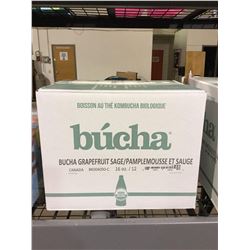 BOISSON AU THÉ KOMBUCHA BIOLOGIQUE
búcha
BUCHA GRAPEFRUIT SAGE/PAMPLEMOUSSE ET SAUGE
CANADA 16 oz. / 12